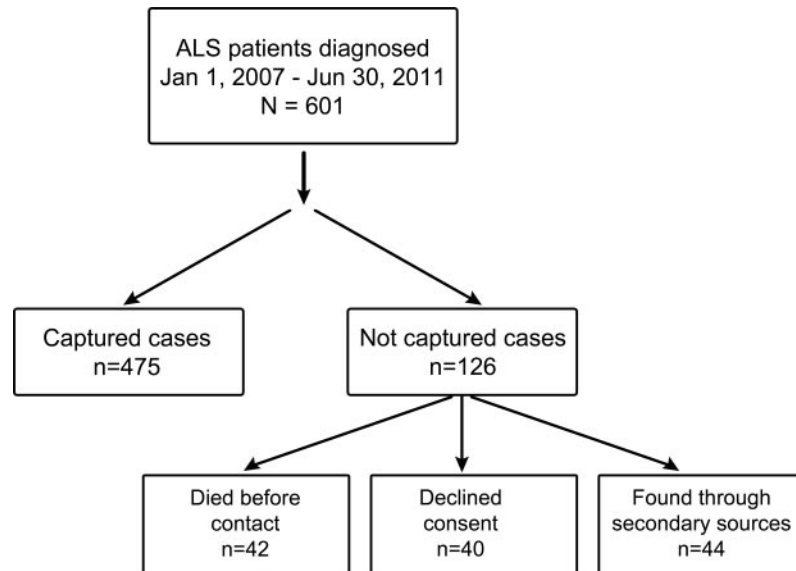 ALS patients diagnosed
Jan 1, 2007 - Jun 30, 2011
N = 601
Captured cases
n=475
Not captured cases
n=126
Died before
contact
n=42
Declined
consent
n=40
Found through
secondary sources
n=44